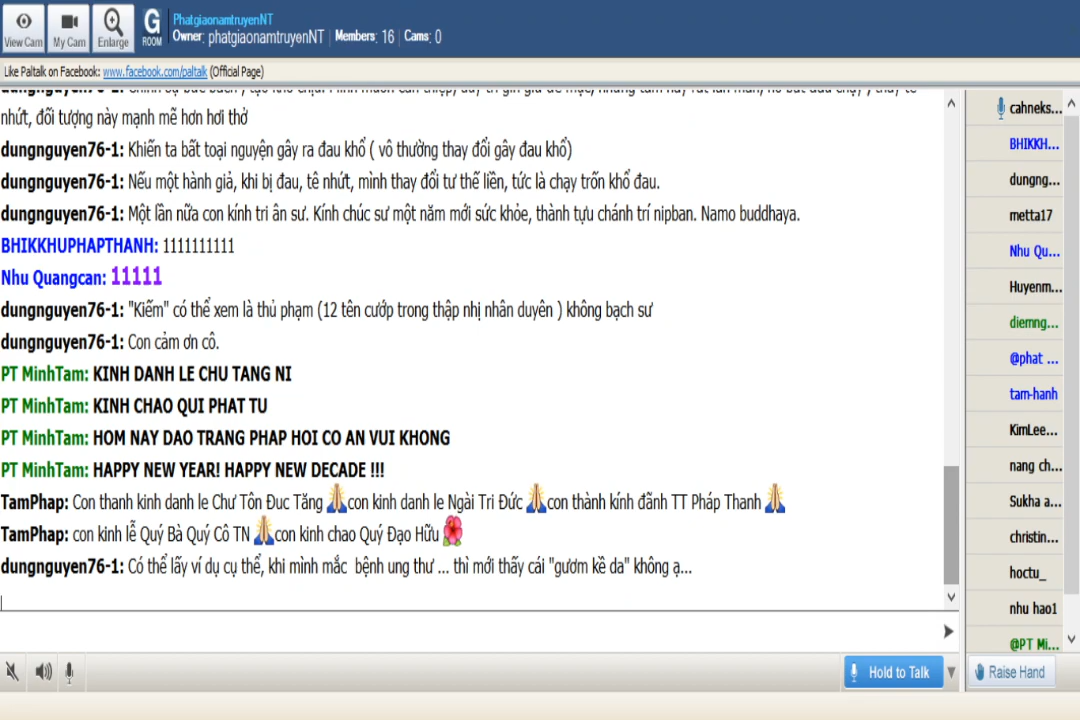 PhatgiaonamtruyenNT
Owner: phatgiaonamtruyenNT | Members: 16 | Cams: 0
View Cam
My Cam
Enlarge
G
ROOM
Like Paltalk on Facebook: www.facebook.com/paltalk (Official Page)
nhứt, đối tượng này mạnh mẽ hơn hơi thở
dungnguyen76-1: Khiến ta bất toại nguyện gây ra đau khổ ( vô thường thay đổi gây đau khổ)
dungnguyen76-1: Nếu một hành giả, khi bị đau, tê nhứt, mình thay đổi tư thế liền, tức là chạy trốn khổ đau.
dungnguyen76-1: Một lần nữa con kính tri ân sư. Kính chúc sư một năm mới sức khỏe, thành tựu chánh trí nipban. Namo buddhaya.
BHIKKHUPHAPTHANH: 1111111111
Nhu Quangcan: 11111
dungnguyen76-1: "Kiếm" có thể xem là thủ phạm (12 tên cướp trong thập nhị nhân duyên ) không bạch sư
dungnguyen76-1: Con cảm ơn cô.
PT MinhTam: KINH DANH LE CHU TANG NI
PT MinhTam: KINH CHAO QUI PHAT TU
PT MinhTam: HOM NAY DAO TRANG PHAP HOI CO AN VUI KHONG
PT MinhTam: HAPPY NEW YEAR! HAPPY NEW DECADE !!!
TamPhap: Con thanh kinh danh le Chư Tôn Đuc Tăng con kinh danh le Ngài Tri Đức con thành kính đãnh TT Pháp Thanh
TamPhap: con kinh lễ Quý Bà Quý Cô TN con kinh chao Quý Đạo Hữu
dungnguyen76-1: Có thể lấy ví dụ cụ thể, khi mình mắc bệnh ung thư ... thì mới thấy cái "gươm kề da" không ạ...
cahneks...
BHIKKH...
dungng...
metta17
Nhu Qu...
Huyenm...
diemng...
@phat ...
tam-hanh
KimLee...
nang ch...
Sukha a...
christin...
hoctu_
nhu hao1
@PT Mi...
Hold to Talk
Raise Hand